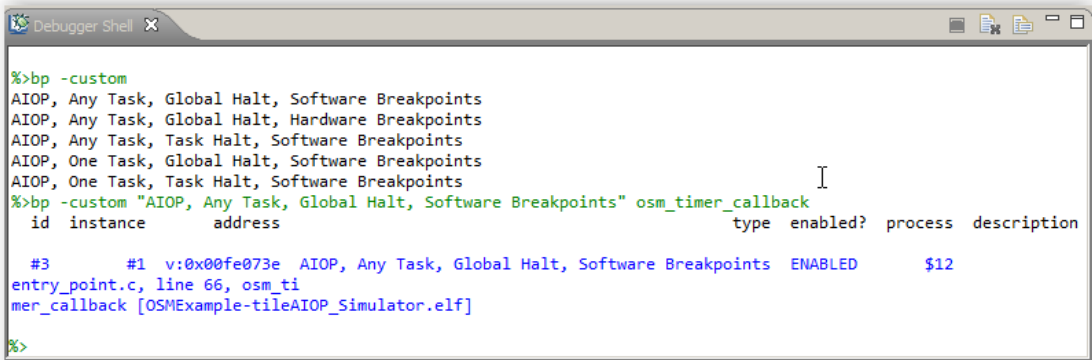 Debugger Shell
%>bp -custom
AIOP, Any Task, Global Halt, Software Breakpoints
AIOP, Any Task, Global Halt, Hardware Breakpoints
AIOP, Any Task, Task Halt, Software Breakpoints
AIOP, One Task, Global Halt, Software Breakpoints
AIOP, One Task, Task Halt, Software Breakpoints
%>bp -custom "AIOP, Any Task, Global Halt, Software Breakpoints" osm_timer_callback
id instance address type enabled? process description
#3 #1 v:0x00fe073e AIOP, Any Task, Global Halt, Software Breakpoints ENABLED $12
entry_point.c, line 66, osm_ti
mer_callback [OSMExample-tileAIOP_Simulator.elf]
%>